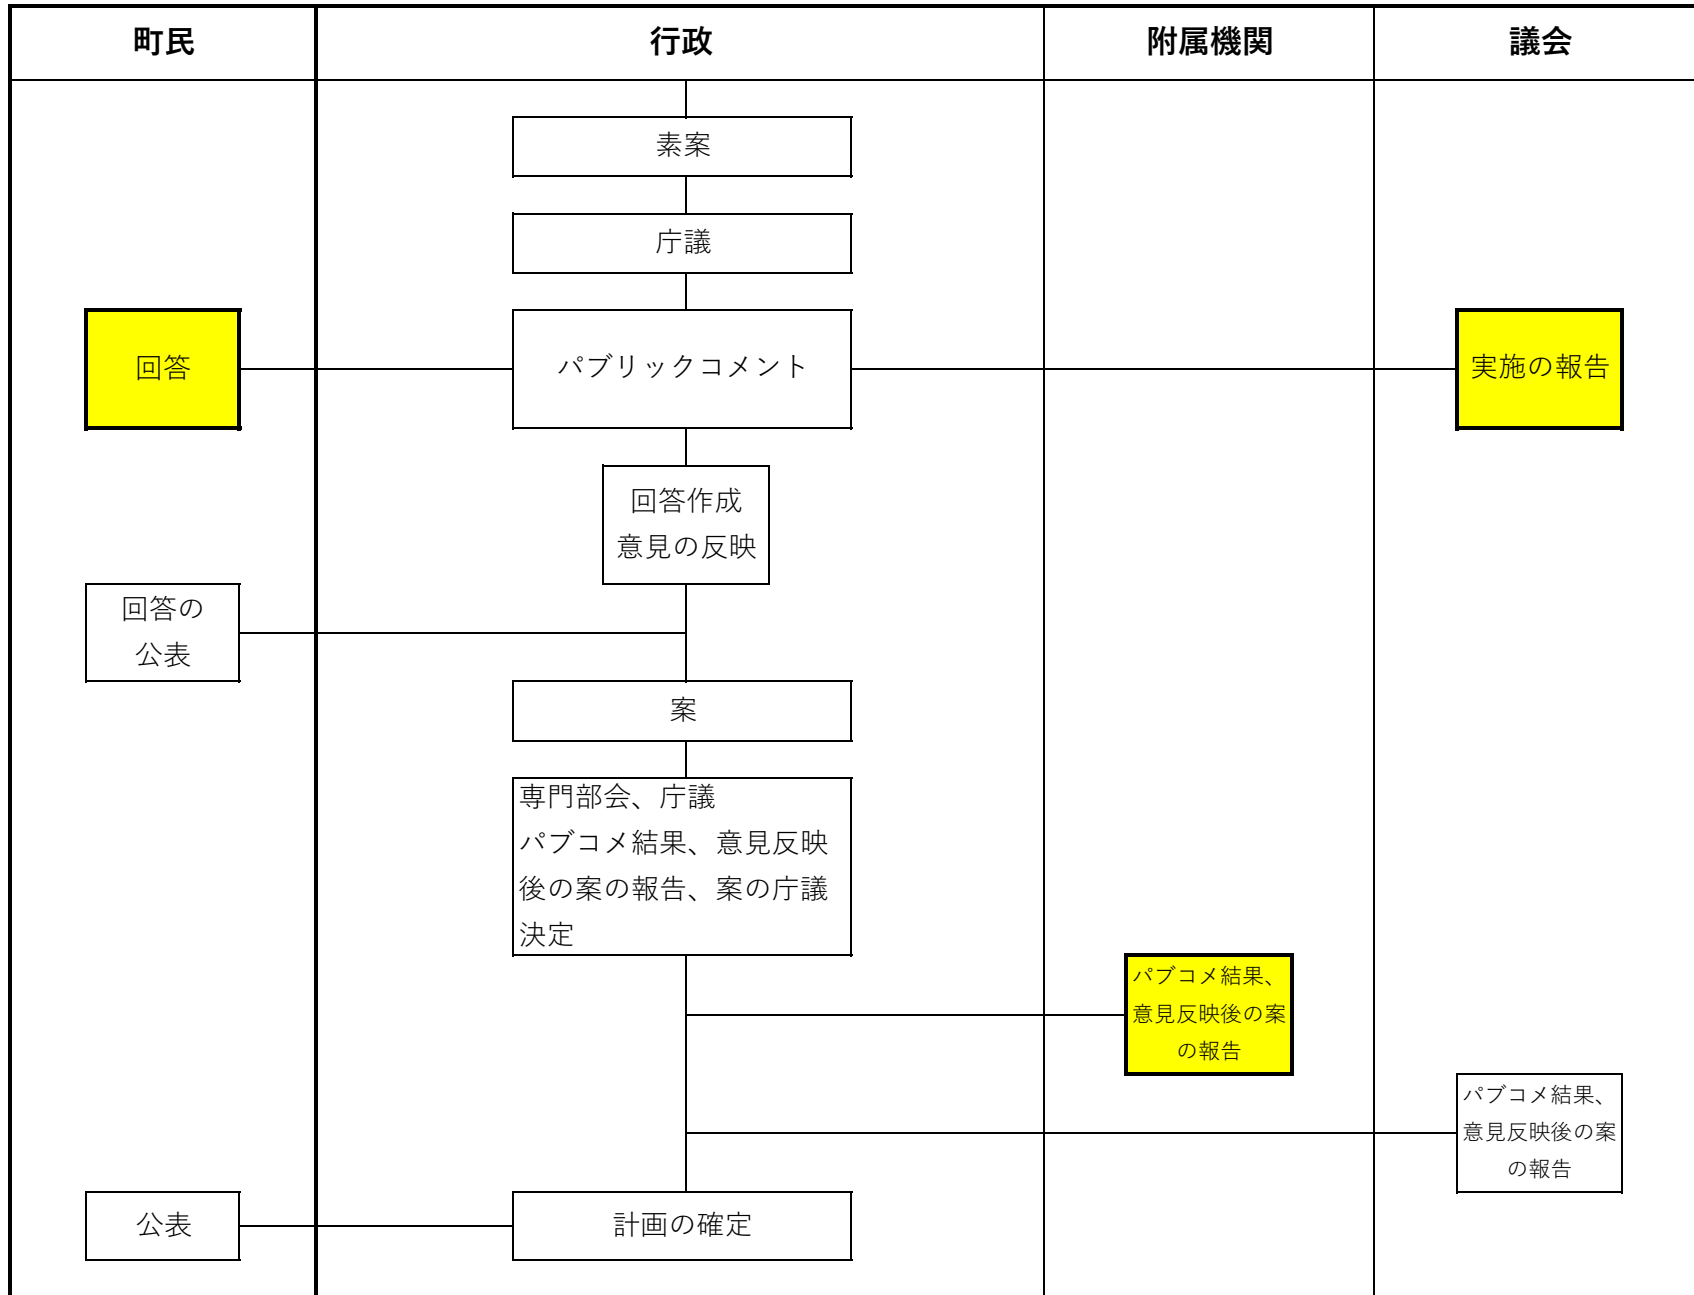 町民
行政
附属機関
議会
素案
庁議
回答
パブリックコメント
実施の報告
回答作成
意見の反映
回答の
公表
案
専門部会、庁議
パブコメ結果、意見反映
後の案の報告、案の庁議
決定
パブコメ結果、
意見反映後の案
の報告
パブコメ結果、
意見反映後の案
の報告
公表
計画の確定